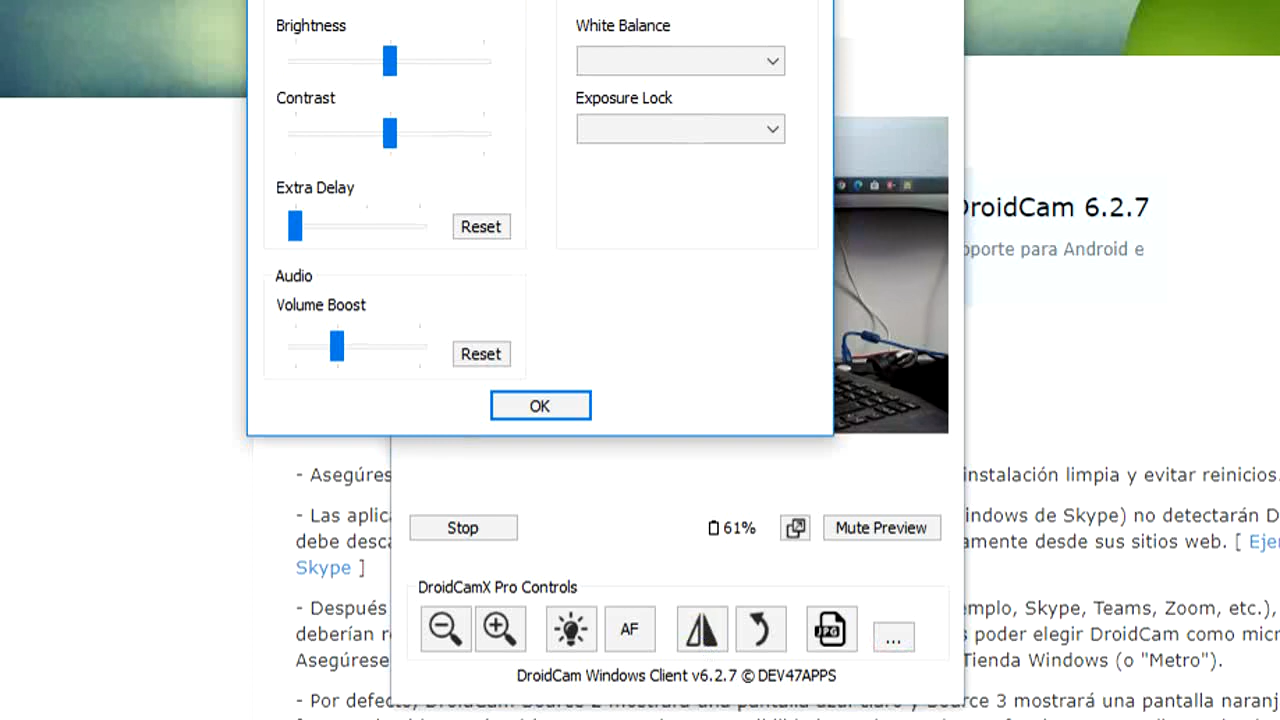 Brightness
White Balance
Contrast
Exposure Lock
Extra Delay
Reset
Audio
Volume Boost
Reset
OK
DroidCam 6.2.7
oporte para Android e
- Asegúres
instalación limpia y evitar reinicios.
- Las aplic
indows de Skype) no detectarán D
debe desca
amente desde sus sitios web. [ Eje
Skype ]
Stop
61%
Mute Preview
DroidCamX Pro Controls
AF
JPG
...
DroidCam Windows Client v6.2.7 © DEV47APPS
- Después
emplo, Skype, Teams, Zoom, etc.),
deberían r
s poder elegir DroidCam como micr
Asegúrese
Tienda Windows (o "Metro").
- Por defecto, DroidCam Source 2 mostrará una pantalla azul claro y Source 3 mostrará una pantalla naranj